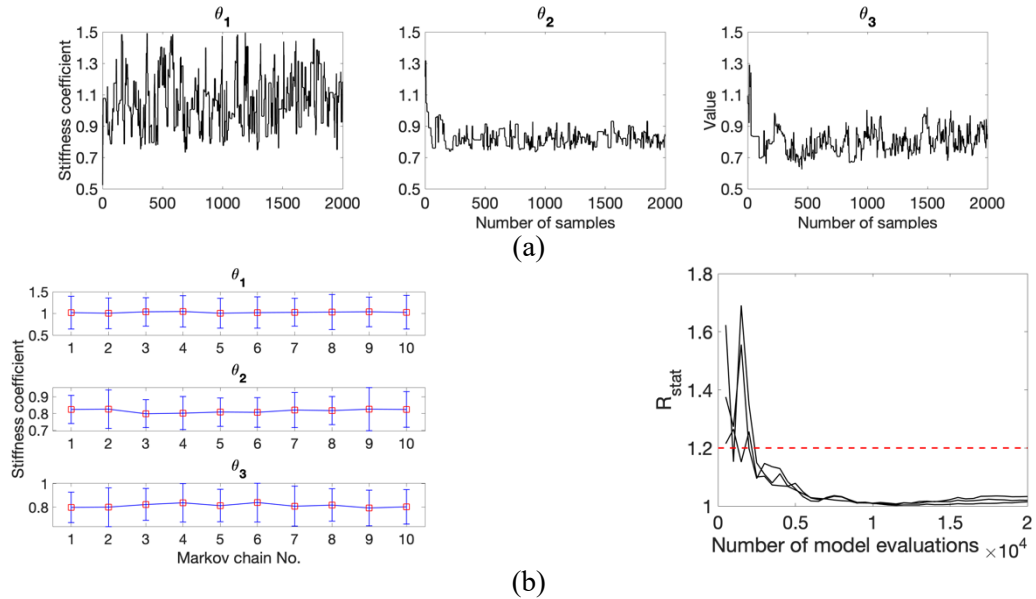 θ1 θ2 θ3
Stiffness coefficient
1.5 1.3 1.1 0.9 0.7 0.5
0 500 1000 1500 2000
1.5 1.3 1.1 0.9 0.7 0.5
0 500 1000 1500 2000
Number of samples
Value
1.5 1.3 1.1 0.9 0.7 0.5
0 500 1000 1500 2000
Number of samples
(a)
Stiffness coefficient
θ1
1.5 1 0.5
1 2 3 4 5 6 7 8 9 10
θ2
0.9 0.8 0.7
1 2 3 4 5 6 7 8 9 10
θ3
1 0.8
1 2 3 4 5 6 7 8 9 10
Markov chain No.
Rstat
1.8 1.6 1.4 1.2 1
0 0.5 1 1.5 2
Number of model evaluations ×10^4
(b)